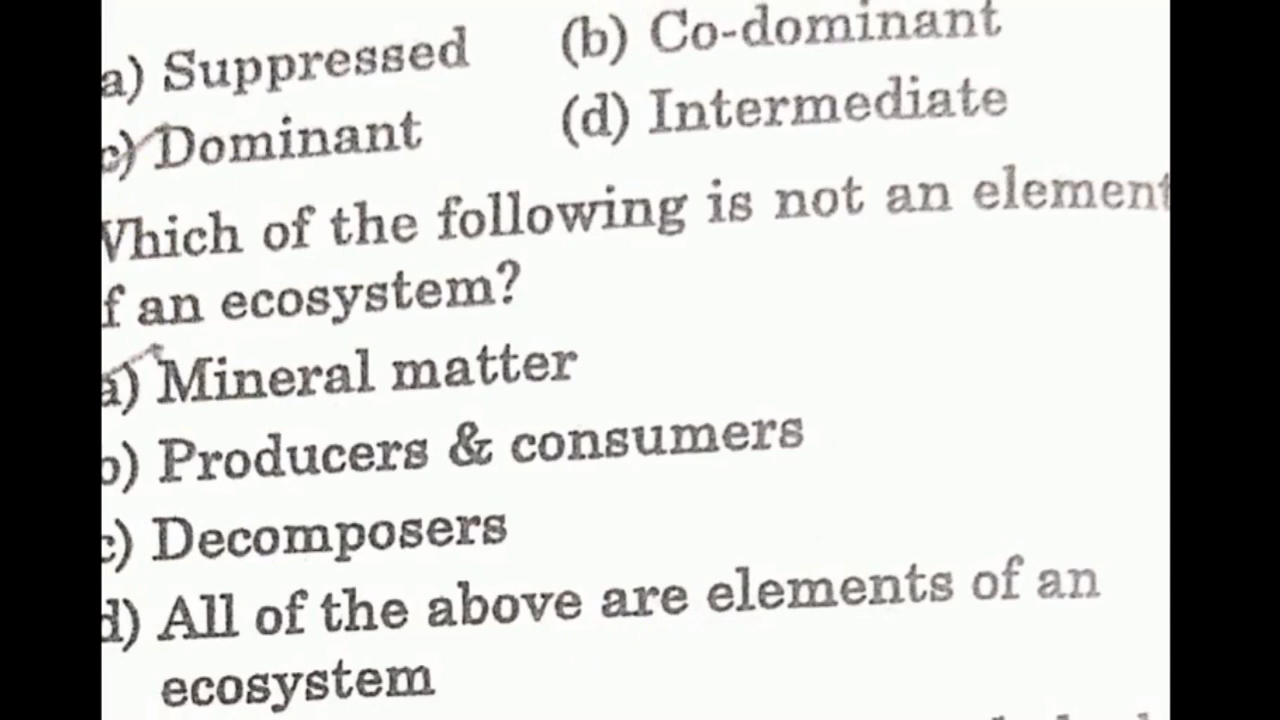 a) Suppressed (b) Co-dominant
c) Dominant (d) Intermediate
Which of the following is not an element
f an ecosystem?
a) Mineral matter
b) Producers & consumers
c) Decomposers
d) All of the above are elements of an
ecosystem